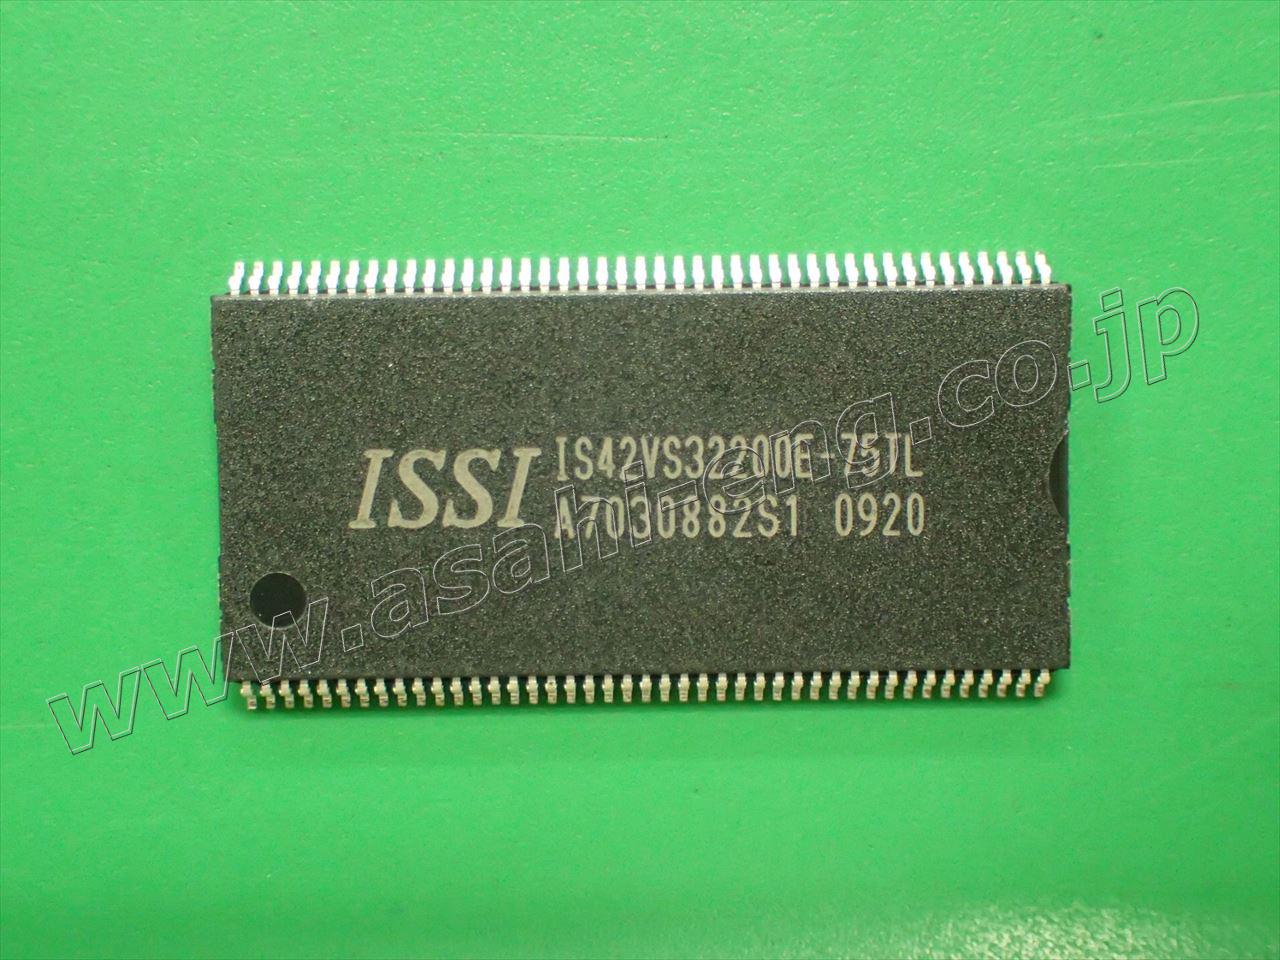 ISSI
IS42VS32200E-75TL
A7030882S1 0920
www.asahi-eng.co.jp